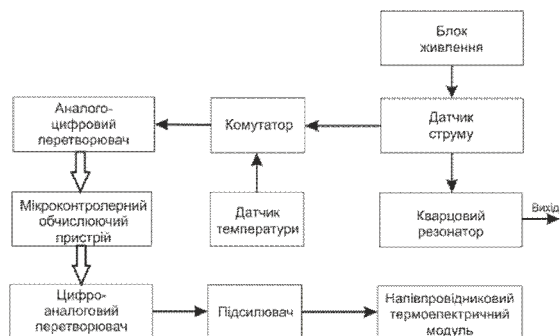 Блок
живлення
Аналого-
цифровий
перетворювач
Комутатор
Датчик
струму
Мікроконтролерний
обчислюючий
пристрій
Датчик
температури
Кварцовий
резонатор
Вихід
Цифро-
аналоговий
перетворювач
Підсилювач
Напівпровідниковий
термоелектричний
модуль